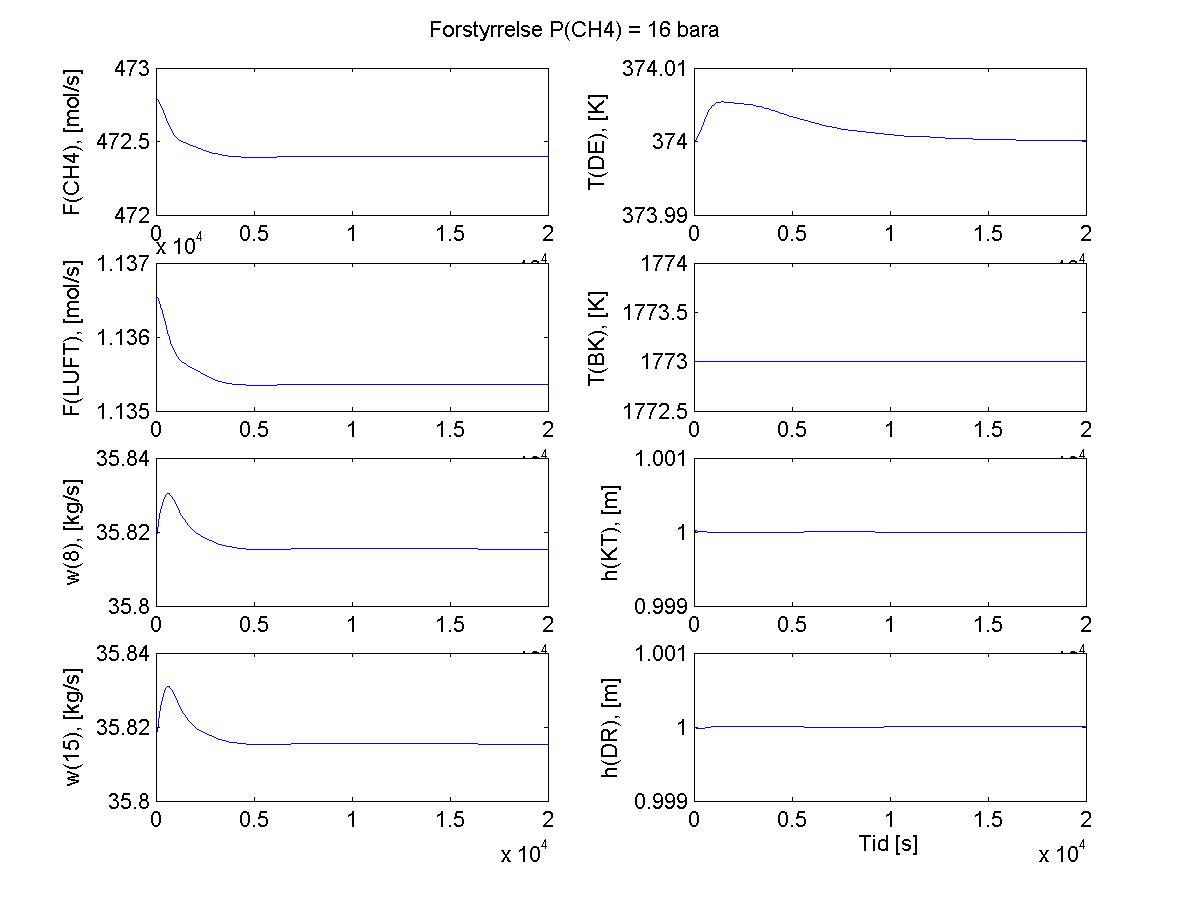 Forstyrrelse P(CH4) = 16 bara
F(CH4), [mol/s]
473
472.5
472
0 0.5 1 1.5 2
T(DE), [K]
374.01
374
373.99
0 0.5 1 1.5 2
x 10^4
F(LUFT), [mol/s]
1.137
1.136
1.135
0 0.5 1 1.5 2
T(BK), [K]
1774
1773.5
1773
1772.5
0 0.5 1 1.5 2
w(8), [kg/s]
35.84
35.82
35.8
0 0.5 1 1.5 2
h(KT), [m]
1.001
1
0.999
0 0.5 1 1.5 2
w(15), [kg/s]
35.84
35.82
35.8
0 0.5 1 1.5 2
x 10^4
h(DR), [m]
1.001
1
0.999
0 0.5 1 1.5 2
Tid [s]
x 10^4